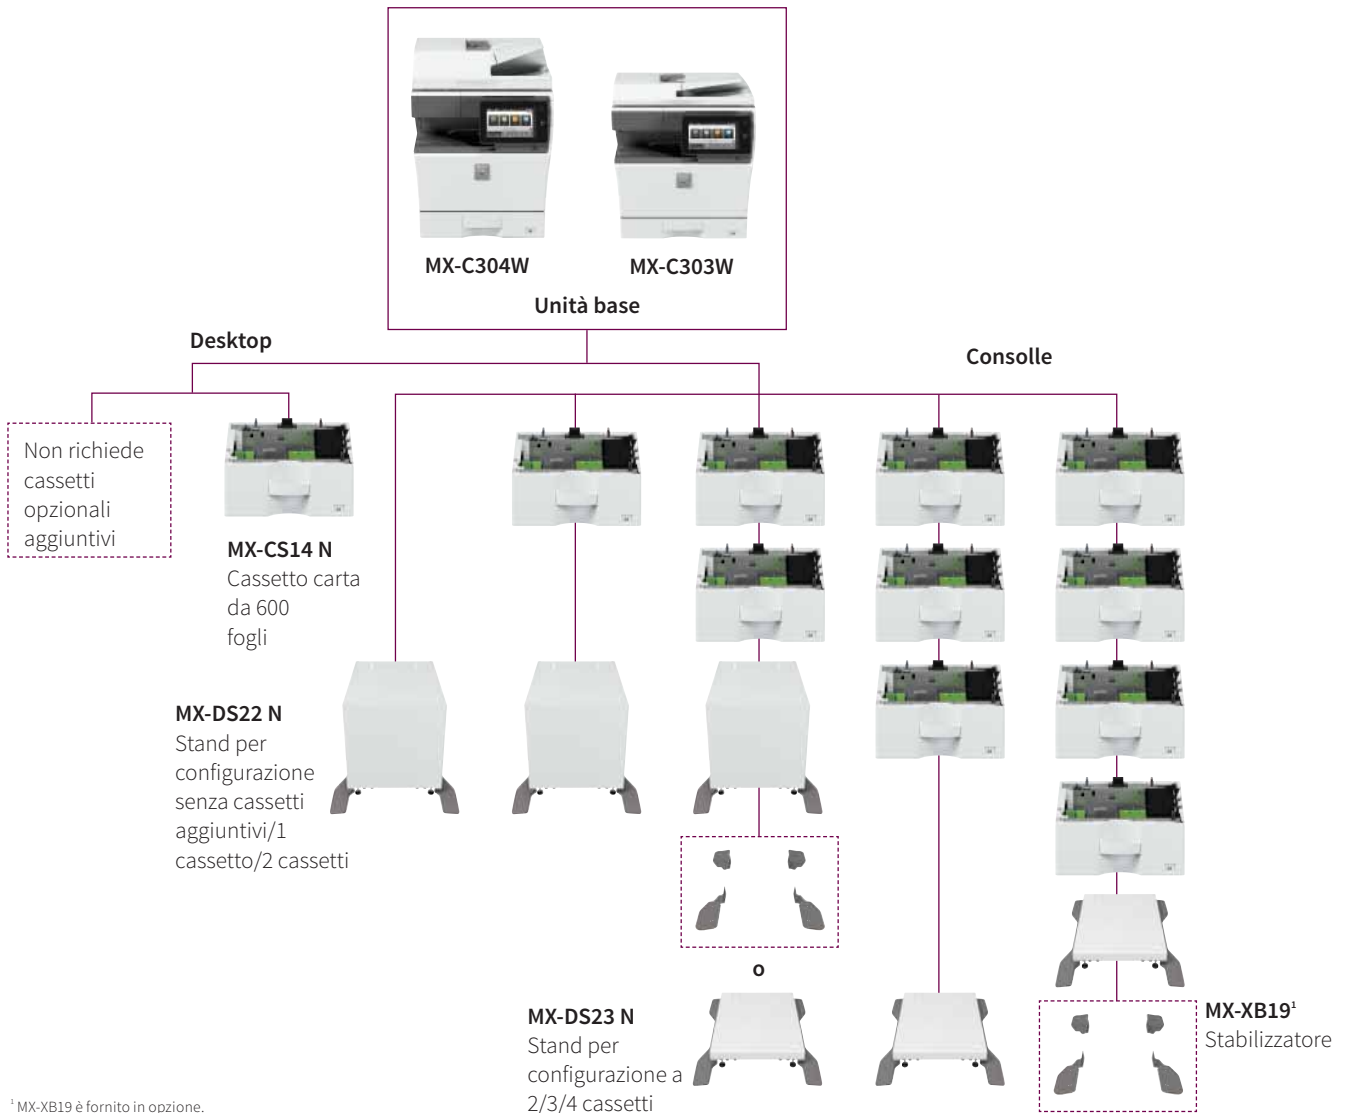 MX-C304W
MX-C303W
Unità base
Desktop
Consolle
Non richiede
cassetti
opzionali
aggiuntivi
MX-CS14 N
Cassetto carta
da 600
fogli
MX-DS22 N
Stand per
configurazione
senza cassetti
aggiuntivi/1
cassetto/2 cassetti
o
MX-DS23 N
Stand per
configurazione a
2/3/4 cassetti
MX-XB19¹
Stabilizzatore
¹ MX-XB19 è fornito in opzione.